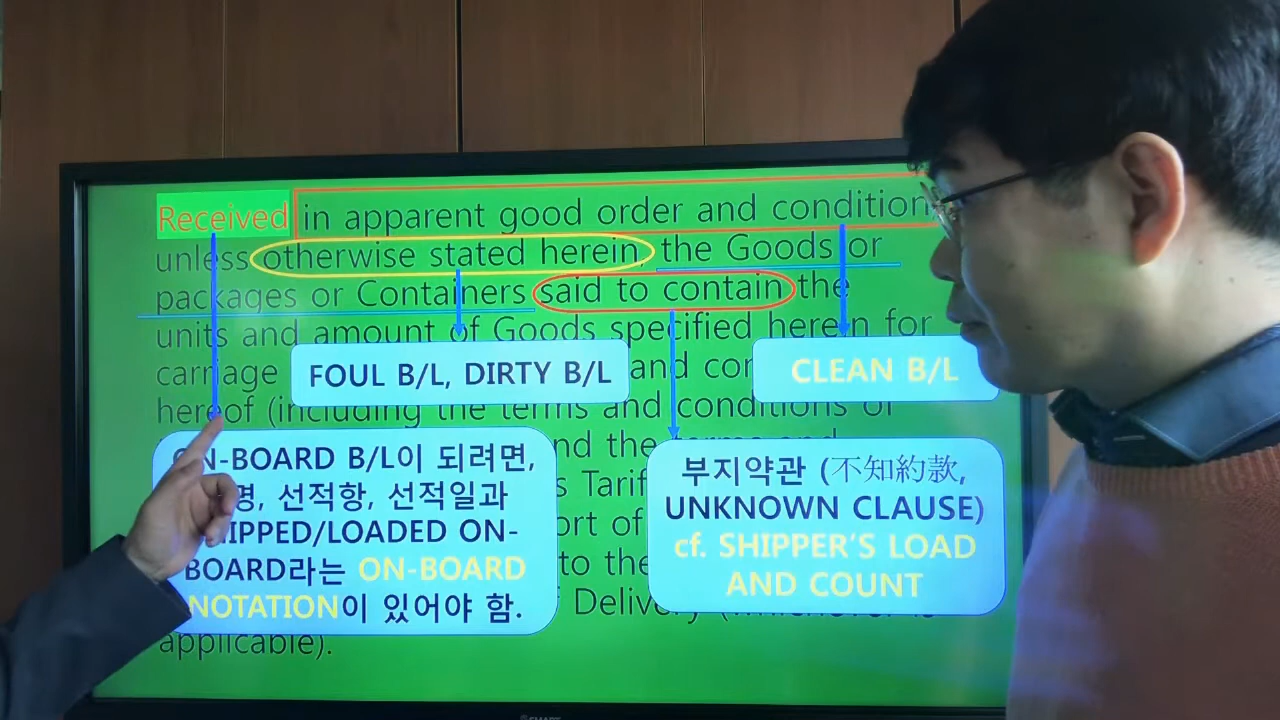 Received in apparent good order and condition
unless otherwise stated herein, the Goods or
packages or Containers said to contain the
units and amount of Goods specified herein for
carriage and
hereof (including the terms and conditions of
nd the terms and
s Tarif
ort of
to the
Delivery
applicable).
FOUL B/L, DIRTY B/L
CLEAN B/L
ON-BOARD B/L이 되려면,
명, 선적항, 선적일과
SHIPPED/LOADED ON-
BOARD라는 ON-BOARD
NOTATION이 있어야 함.
부지약관 (不知約款,
UNKNOWN CLAUSE)
cf. SHIPPER'S LOAD
AND COUNT